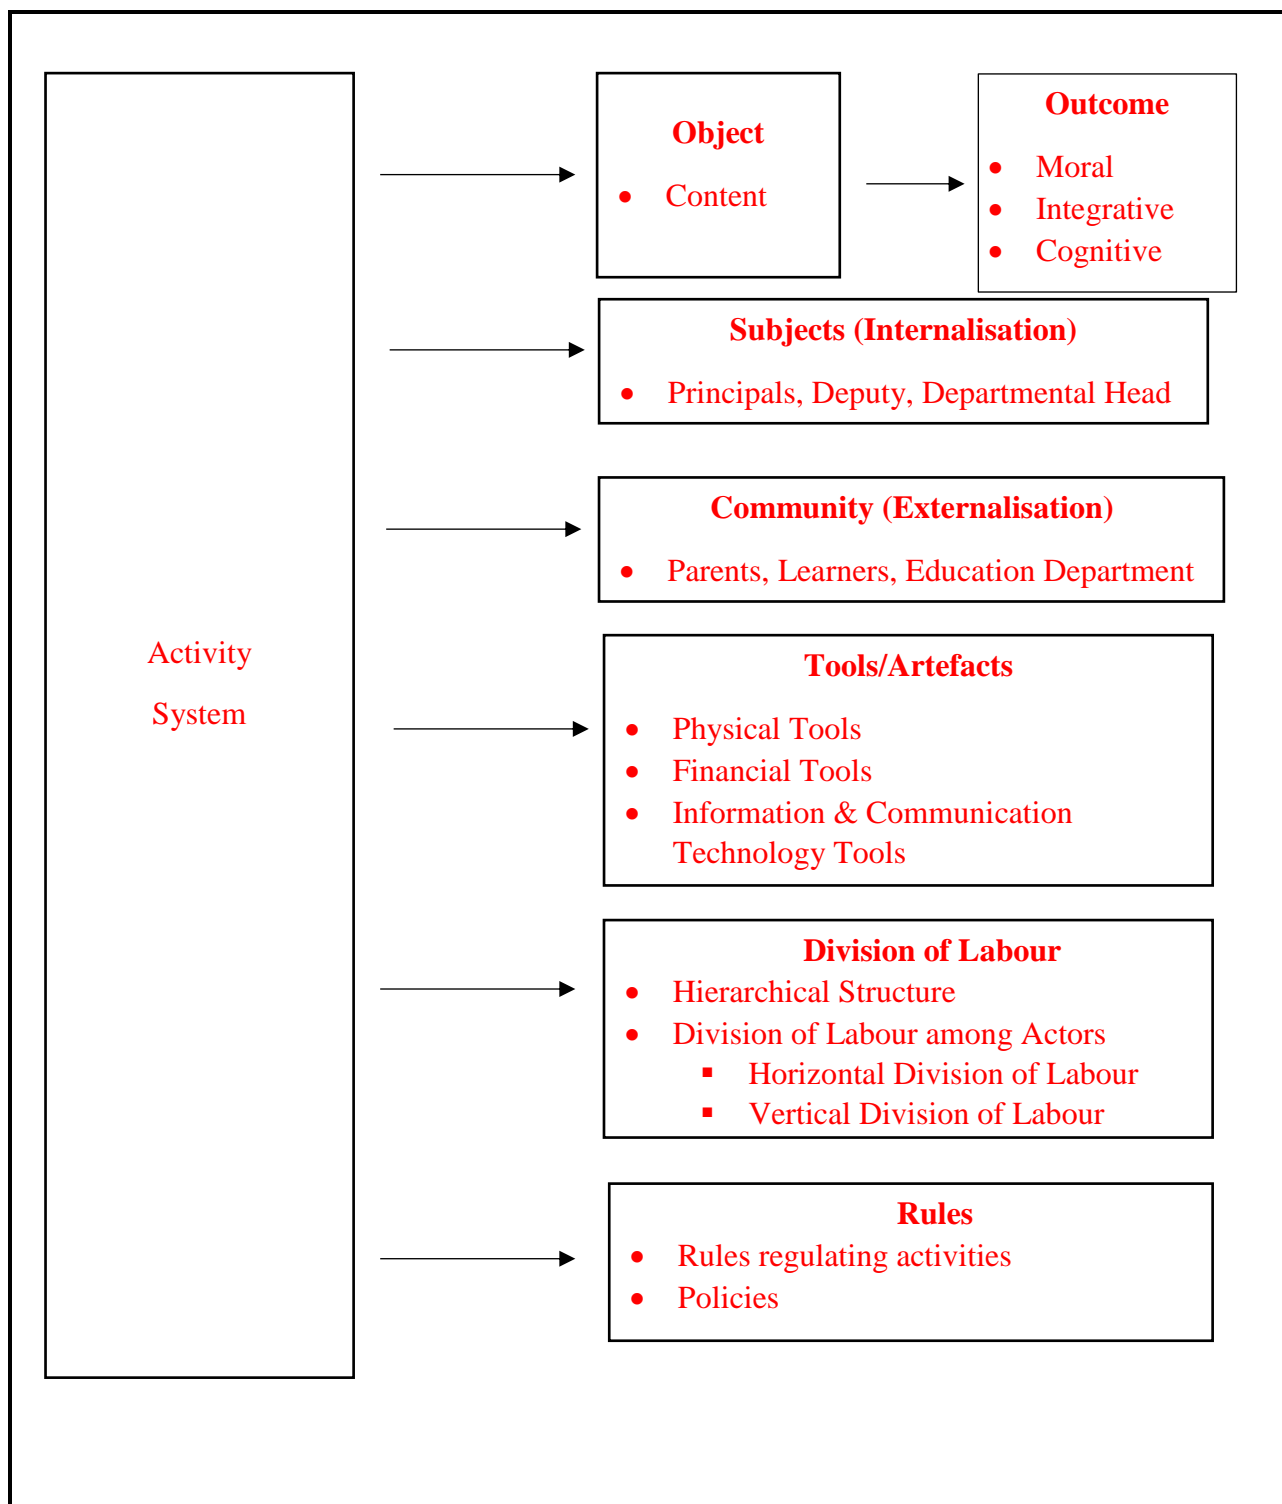 Activity
System
Object
• Content
Outcome
• Moral
• Integrative
• Cognitive
Subjects (Internalisation)
• Principals, Deputy, Departmental Head
Community (Externalisation)
• Parents, Learners, Education Department
Tools/Artefacts
• Physical Tools
• Financial Tools
• Information & Communication
Technology Tools
Division of Labour
• Hierarchical Structure
• Division of Labour among Actors
▪ Horizontal Division of Labour
▪ Vertical Division of Labour
Rules
• Rules regulating activities
• Policies